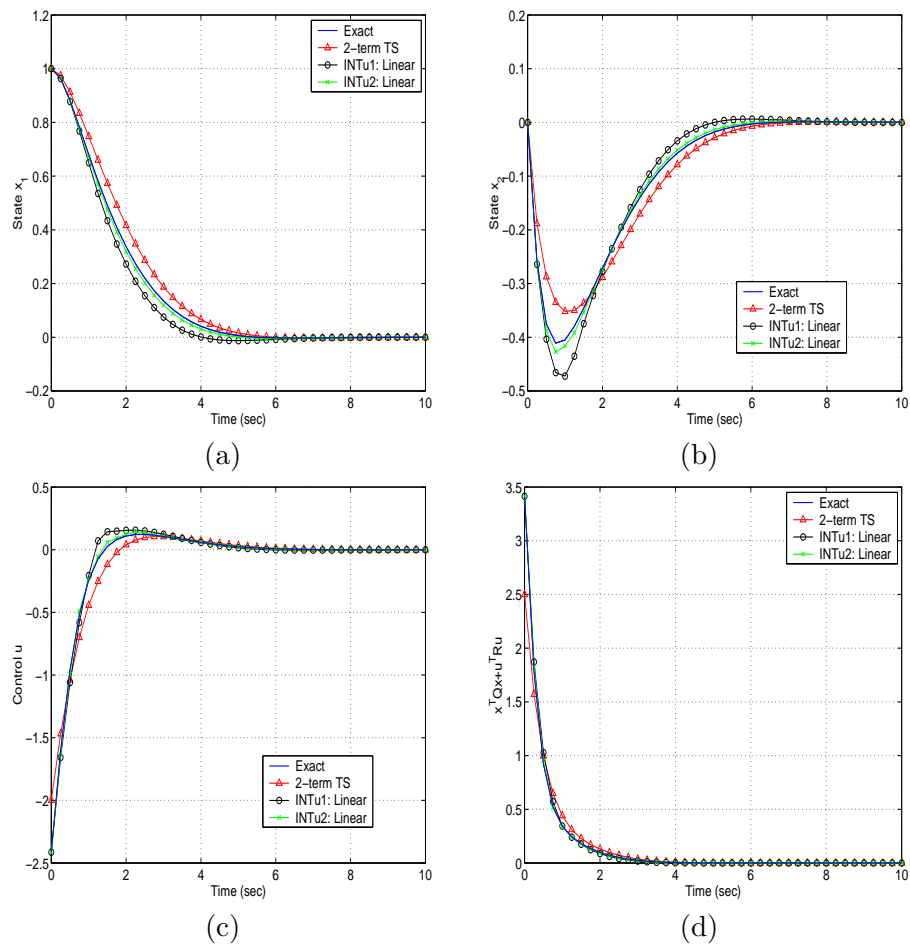 1.2
1
0.8
0.6
0.4
0.2
0
−0.2
0 2 4 6 8 10
Time (sec)
State x₁
Exact
2−term TS
INTu1: Linear
INTu2: Linear
(a)
0.2
0.1
0
−0.1
−0.2
−0.3
−0.4
−0.5
0 2 4 6 8 10
Time (sec)
State x₂
Exact
2−term TS
INTu1: Linear
INTu2: Linear
(b)
0.5
0
−0.5
−1
−1.5
−2
−2.5
0 2 4 6 8 10
Time (sec)
Control u
Exact
2−term TS
INTu1: Linear
INTu2: Linear
(c)
3.5
3
2.5
2
1.5
1
0.5
0
0 2 4 6 8 10
Time (sec)
xᵀQx+uᵀRu
Exact
2−term TS
INTu1: Linear
INTu2: Linear
(d)